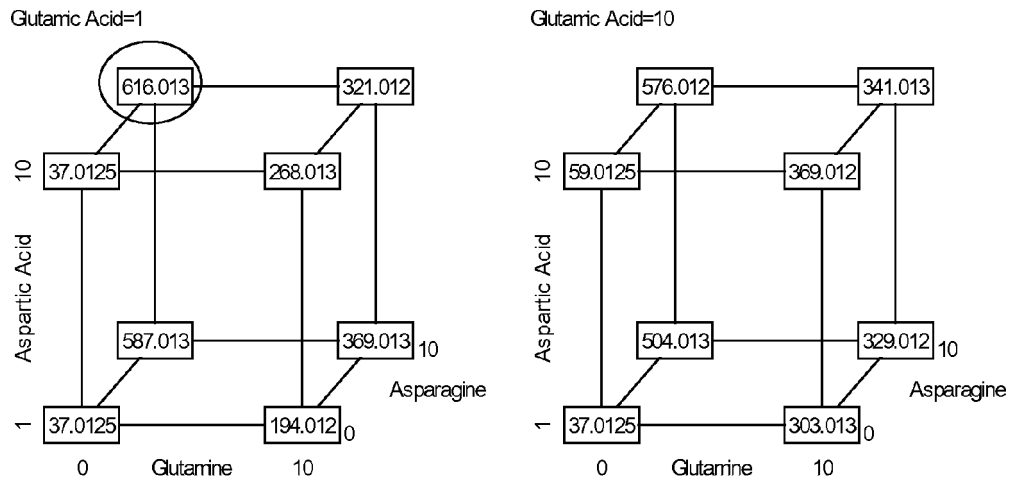 Glutamic Acid=1
616.013 321.012
10 37.0125 268.013
Aspartic Acid
587.013 369.013 10
Asparagine
1 37.0125 194.012 0
0 Glutamine 10
Glutamic Acid=10
576.012 341.013
10 59.0125 369.012
Aspartic Acid
504.013 329.012 10
Asparagine
1 37.0125 303.013 0
0 Glutamine 10